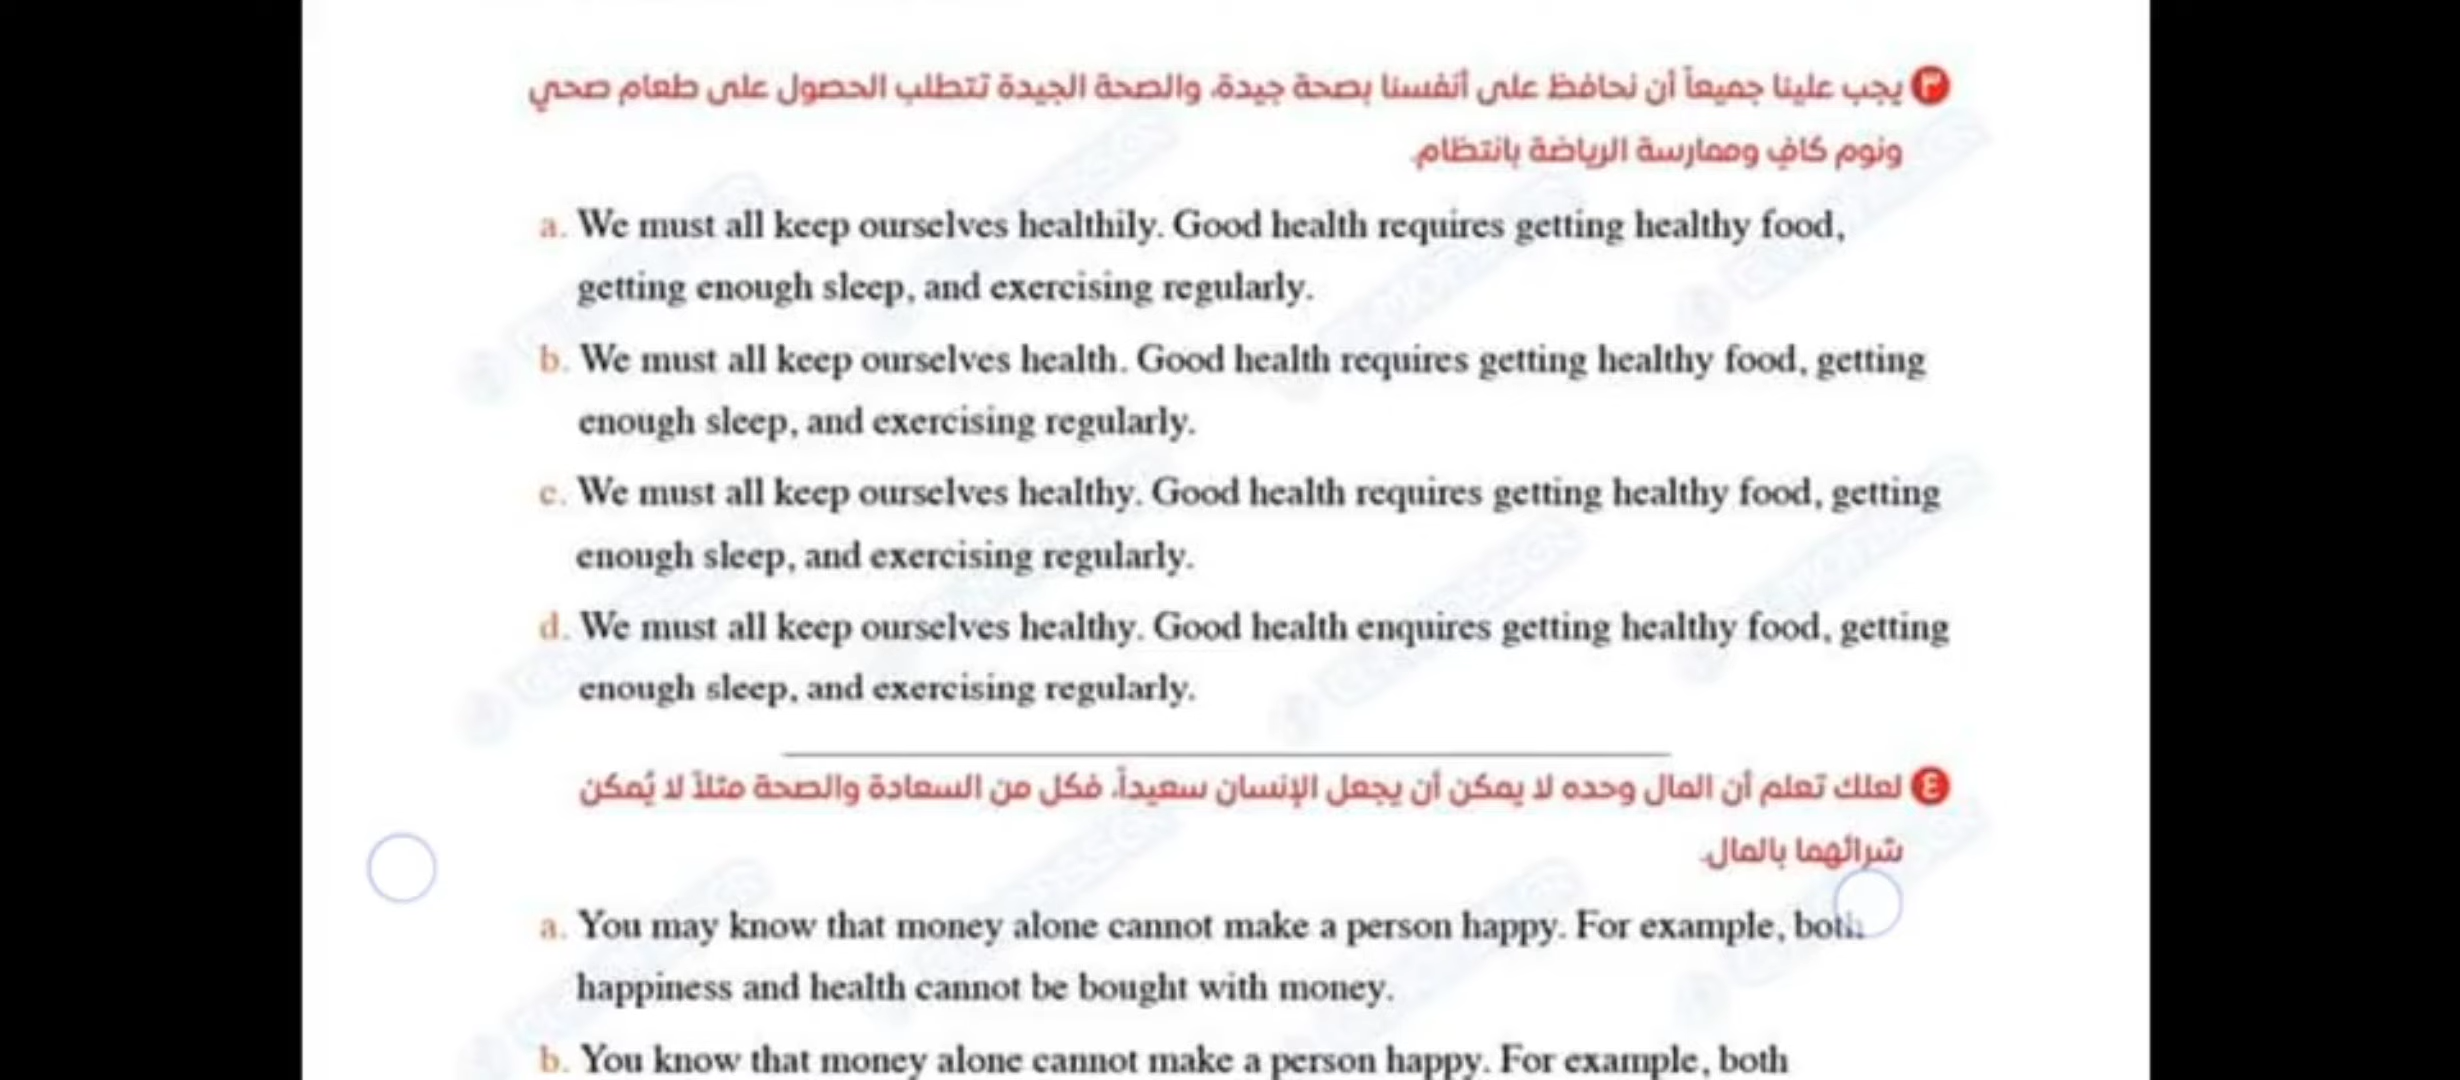 ٣ يجب علينا جميعاً أن نحافظ على أنفسنا بصحة جيدة، والصحة الجيدة تتطلب الحصول على طعام صحي
ونوم كافٍ وممارسة الرياضة بانتظام.
a. We must all keep ourselves healthily. Good health requires getting healthy food,
getting enough sleep, and exercising regularly.
b. We must all keep ourselves health. Good health requires getting healthy food, getting
enough sleep, and exercising regularly.
c. We must all keep ourselves healthy. Good health requires getting healthy food, getting
enough sleep, and exercising regularly.
d. We must all keep ourselves healthy. Good health enquires getting healthy food, getting
enough sleep, and exercising regularly.
٤ لعلك تعلم أن المال وحده لا يمكن أن يجعل الإنسان سعيداً، فكل من السعادة والصحة مثلاً لا يُمكن
شرائهما بالمال.
a. You may know that money alone cannot make a person happy. For example, both
happiness and health cannot be bought with money.
b. You know that money alone cannot make a person happy. For example, both